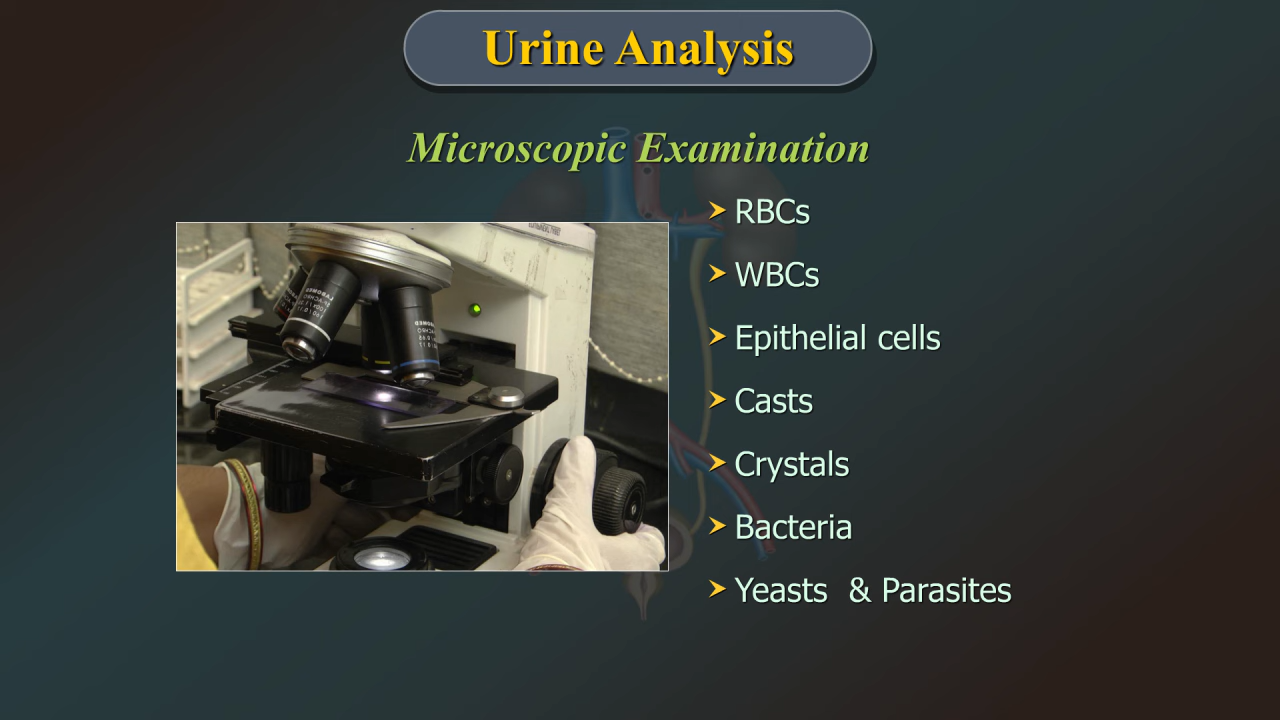 Urine Analysis
Microscopic Examination
RBCs
WBCs
Epithelial cells
Casts
Crystals
Bacteria
Yeasts & Parasites